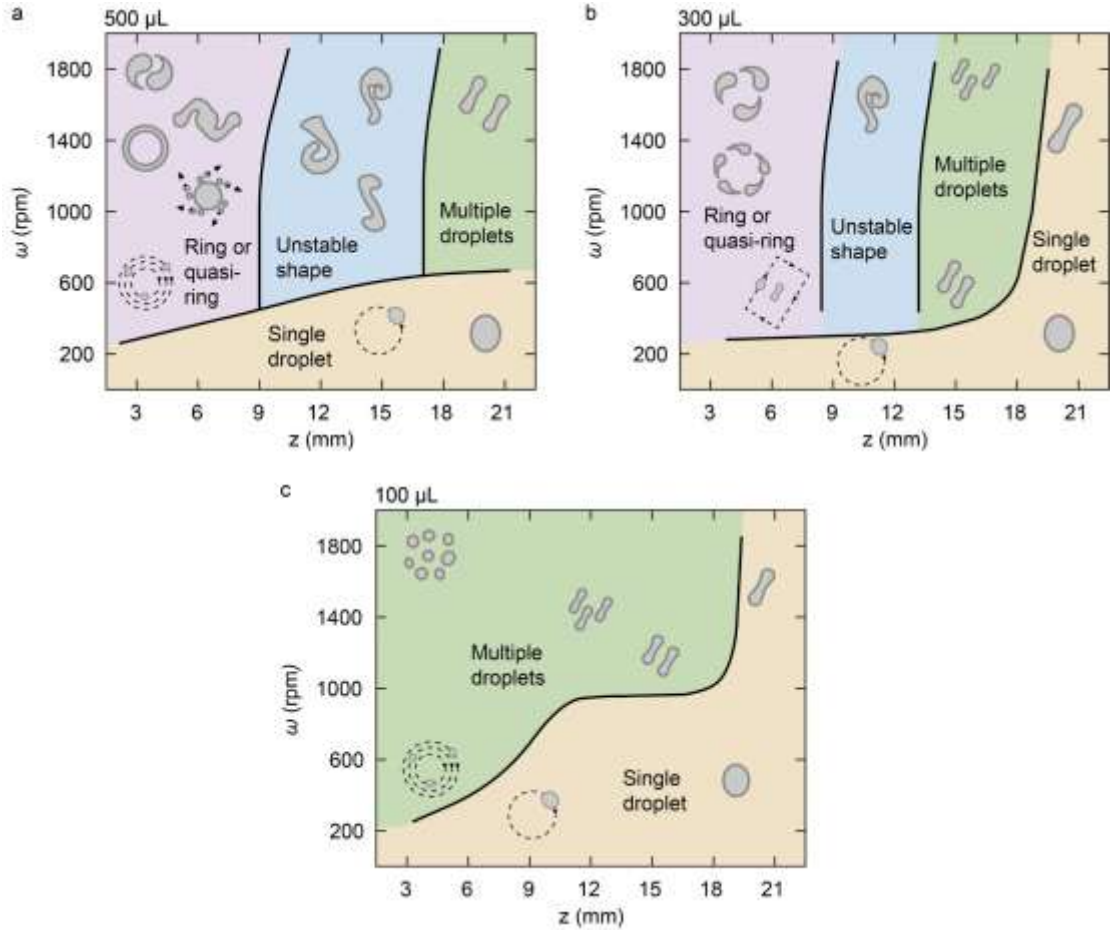 a
500 µL
1800
1400
1000
600
200
ω (rpm)
Ring or
quasi-
ring
Unstable
shape
Multiple
droplets
Single
droplet
3 6 9 12 15 18 21
z (mm)
b
300 µL
1800
1400
1000
600
200
ω (rpm)
Ring or
quasi-ring
Unstable
shape
Multiple
droplets
Single
droplet
3 6 9 12 15 18 21
z (mm)
c
100 µL
1800
1400
1000
600
200
ω (rpm)
Multiple
droplets
Single
droplet
3 6 9 12 15 18 21
z (mm)